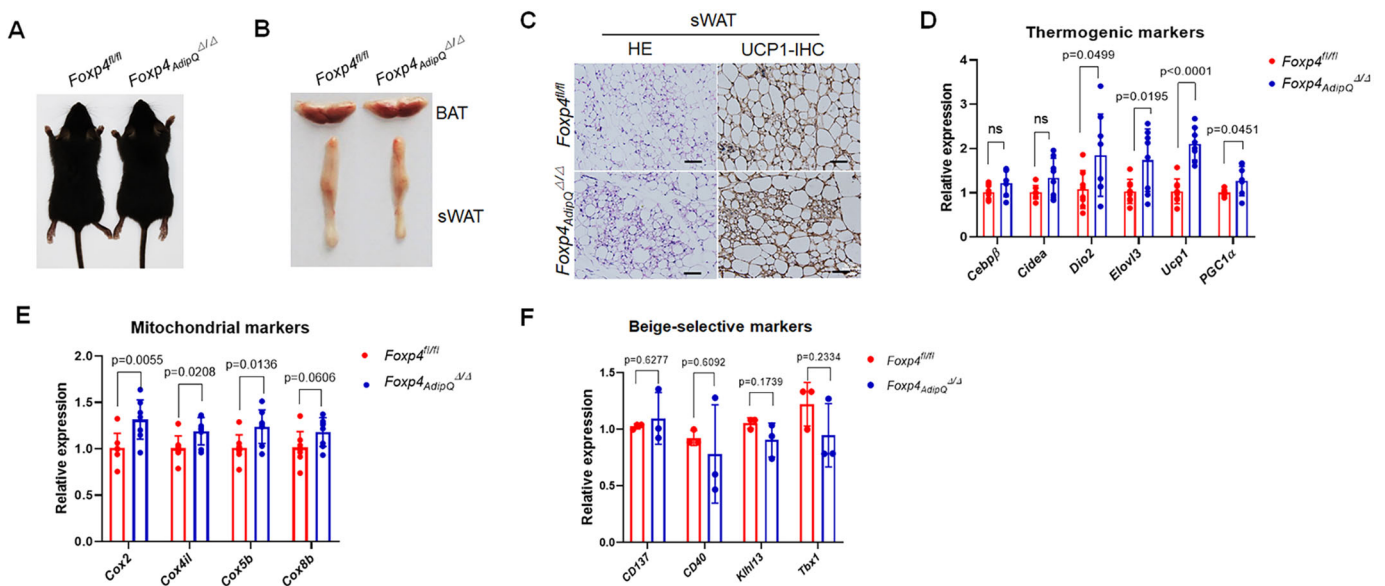 A
Foxp4fl/fl
Foxp4AdipQΔ/Δ
B
Foxp4fl/fl
Foxp4AdipQΔ/Δ
BAT
sWAT
C
sWAT
HE
UCP1-IHC
Foxp4fl/fl
Foxp4AdipQΔ/Δ
D
Thermogenic markers
Foxp4fl/fl
Foxp4AdipQΔ/Δ
Relative expression
4
3
2
1
0
ns
ns
p=0.0499
p=0.0195
p<0.0001
p=0.0451
Cebpβ
Cidea
Dio2
Elovl3
Ucp1
PGC1α
E
Mitochondrial markers
Foxp4fl/fl
Foxp4AdipQΔ/Δ
Relative expression
2.0
1.5
1.0
0.5
0.0
p=0.0055
p=0.0208
p=0.0136
p=0.0606
Cox2
Cox4il
Cox5b
Cox8b
F
Beige-selective markers
Foxp4fl/fl
Foxp4AdipQΔ/Δ
Relative expression
1.5
1.0
0.5
0.0
p=0.6277
p=0.6092
p=0.1739
p=0.2334
CD137
CD40
Klhl13
Tbx1